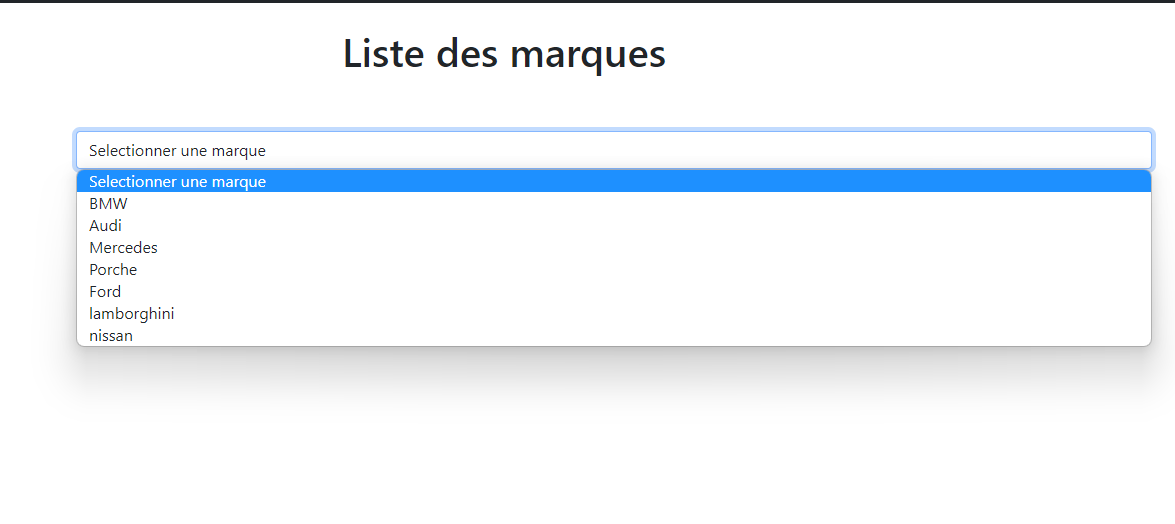 Liste des marques
Selectionner une marque
Selectionner une marque
BMW
Audi
Mercedes
Porche
Ford
lamborghini
nissan